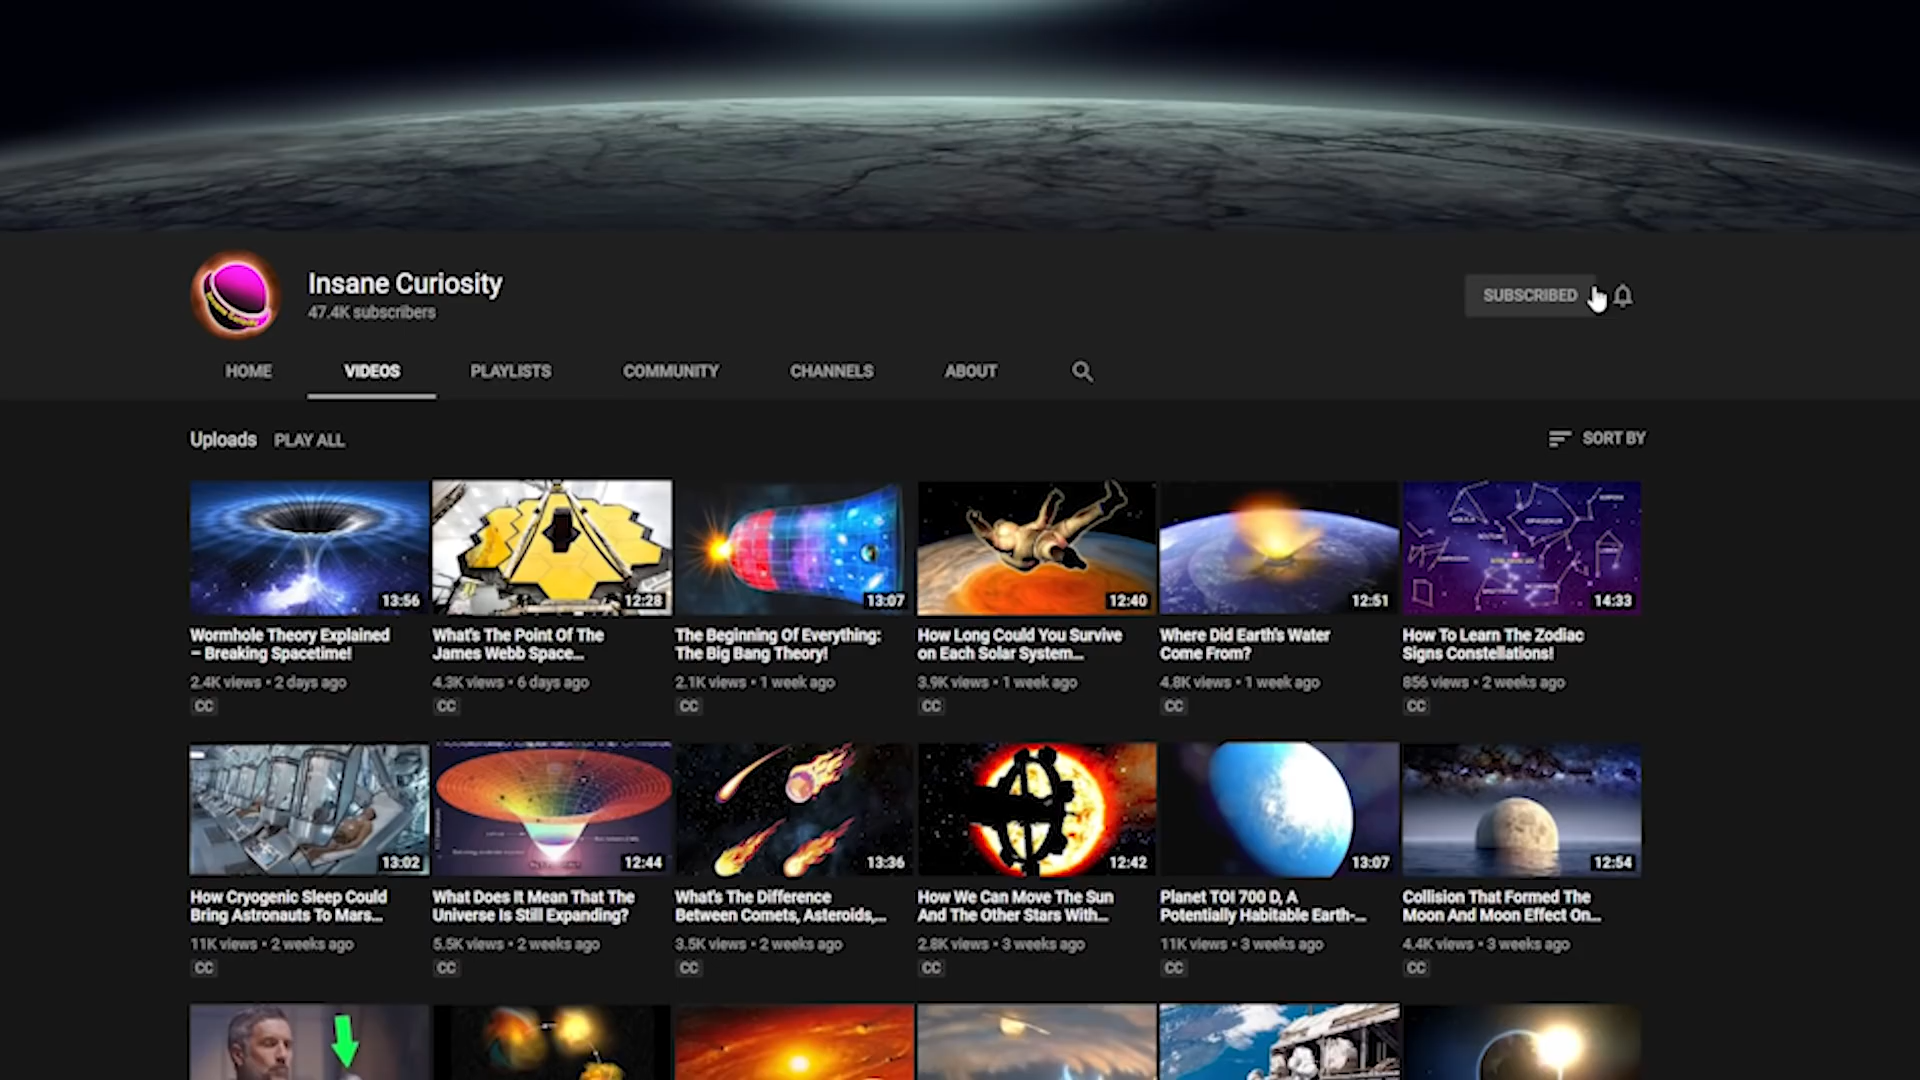 Insane Curiosity
47.4K subscribers
SUBSCRIBED
HOME VIDEOS PLAYLISTS COMMUNITY CHANNELS ABOUT
Uploads PLAY ALL SORT BY
13:56 12:28 13:07 12:40 12:51 14:33
Wormhole Theory Explained
– Breaking Spacetime!
2.4K views • 2 days ago
CC
What's The Point Of The
James Webb Space...
4.3K views • 6 days ago
CC
The Beginning Of Everything:
The Big Bang Theory!
2.1K views • 1 week ago
CC
How Long Could You Survive
on Each Solar System...
3.9K views • 1 week ago
CC
Where Did Earth's Water
Come From?
4.8K views • 1 week ago
CC
How To Learn The Zodiac
Signs Constellations!
856 views • 2 weeks ago
CC
13:02 12:44 13:36 12:42 13:07 12:54
How Cryogenic Sleep Could
Bring Astronauts To Mars...
11K views • 2 weeks ago
CC
What Does It Mean That The
Universe Is Still Expanding?
5.5K views • 2 weeks ago
CC
What's The Difference
Between Comets, Asteroids,...
3.5K views • 2 weeks ago
CC
How We Can Move The Sun
And The Other Stars With...
2.8K views • 3 weeks ago
CC
Planet TOI 700 D, A
Potentially Habitable Earth-...
11K views • 3 weeks ago
CC
Collision That Formed The
Moon And Moon Effect On...
4.4K views • 3 weeks ago
CC